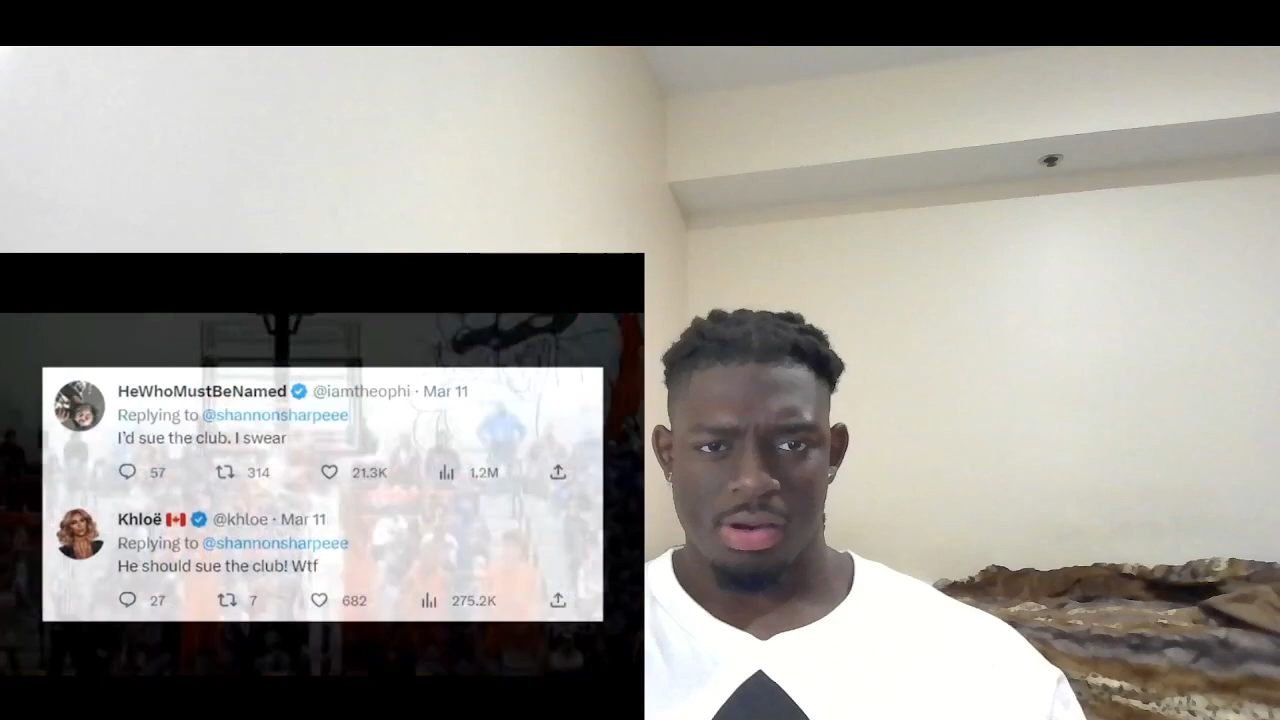 HeWhoMustBeNamed @iamtheophi · Mar 11
Replying to @shannonsharpeee
I'd sue the club. I swear
57 314 21.3K 1.2M
Khloë @khloe · Mar 11
Replying to @shannonsharpeee
He should sue the club! Wtf
27 7 682 275.2K